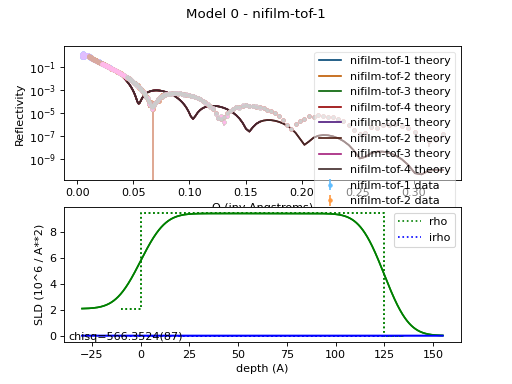 Model 0 - nifilm-tof-1
Reflectivity
10⁻¹
10⁻³
10⁻⁵
10⁻⁷
10⁻⁹
nifilm-tof-1 theory
nifilm-tof-2 theory
nifilm-tof-3 theory
nifilm-tof-4 theory
nifilm-tof-1 theory
nifilm-tof-2 theory
nifilm-tof-3 theory
nifilm-tof-4 theory
nifilm-tof-1 data
nifilm-tof-2 data
0.00 0.05 0.10 0.15 0.20 0.25 0.30
Q (inv Angstroms)
SLD (10^6 / A**2)
8
6
4
2
0
rho
irho
chisq=566.3524(87)
−25 0 25 50 75 100 125 150
depth (A)